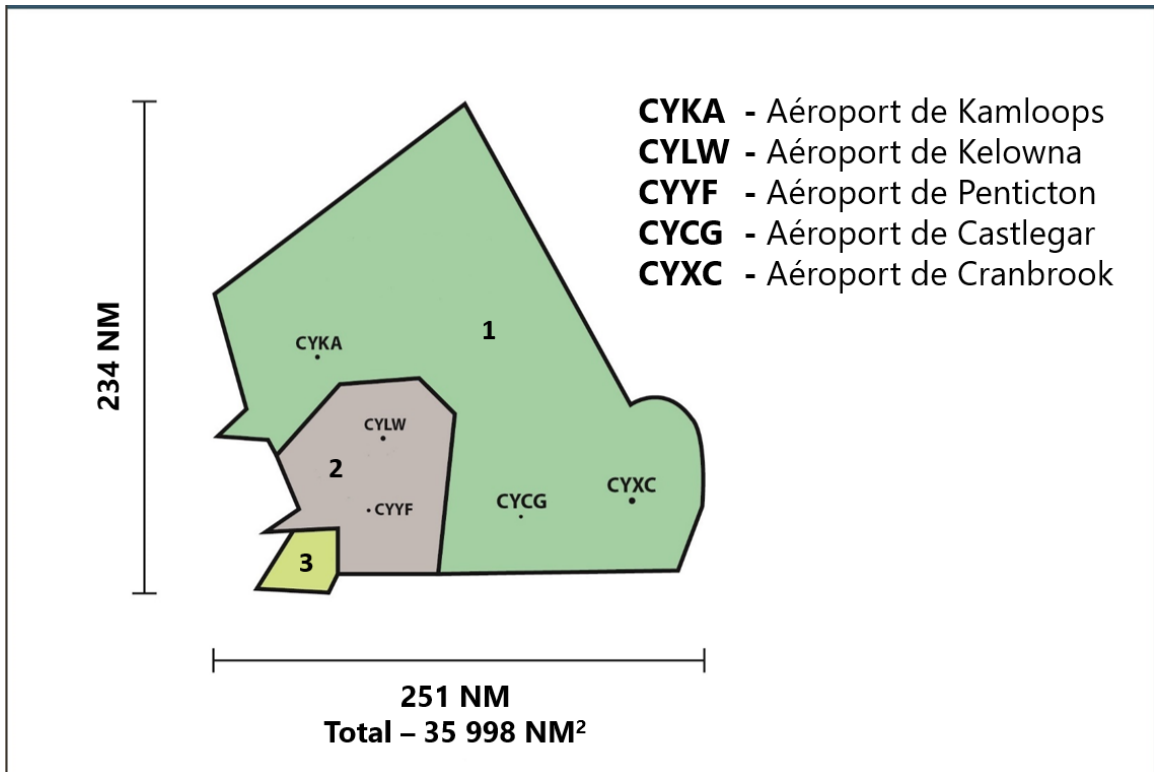 CYKA - Aéroport de Kamloops
CYLW - Aéroport de Kelowna
CYYF - Aéroport de Penticton
CYCG - Aéroport de Castlegar
CYXC - Aéroport de Cranbrook
234 NM
1
CYKA
CYLW
2
CYXC
CYCG
CYYF
3
251 NM
Total – 35 998 NM²